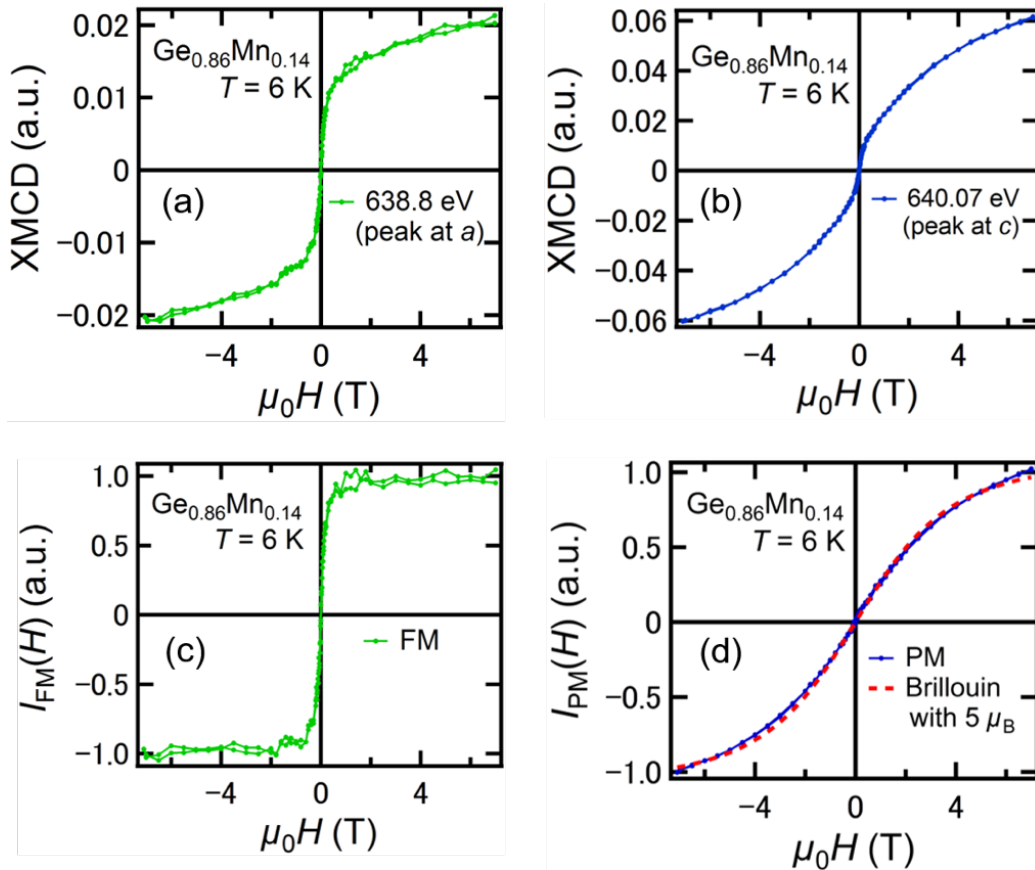 XMCD (a.u.)
0.02
0.01
0
−0.01
−0.02
Ge0.86Mn0.14
T = 6 K
(a)
638.8 eV
(peak at a)
−4
0
4
μ0H (T)
XMCD (a.u.)
0.06
0.04
0.02
0
−0.02
−0.04
−0.06
Ge0.86Mn0.14
T = 6 K
(b)
640.07 eV
(peak at c)
−4
0
4
μ0H (T)
IFM(H) (a.u.)
1.0
0.5
0
−0.5
−1.0
Ge0.86Mn0.14
T = 6 K
(c)
FM
−4
0
4
μ0H (T)
IPM(H) (a.u.)
1.0
0.5
0
−0.5
−1.0
Ge0.86Mn0.14
T = 6 K
(d)
PM
Brillouin
with 5 μB
−4
0
4
μ0H (T)